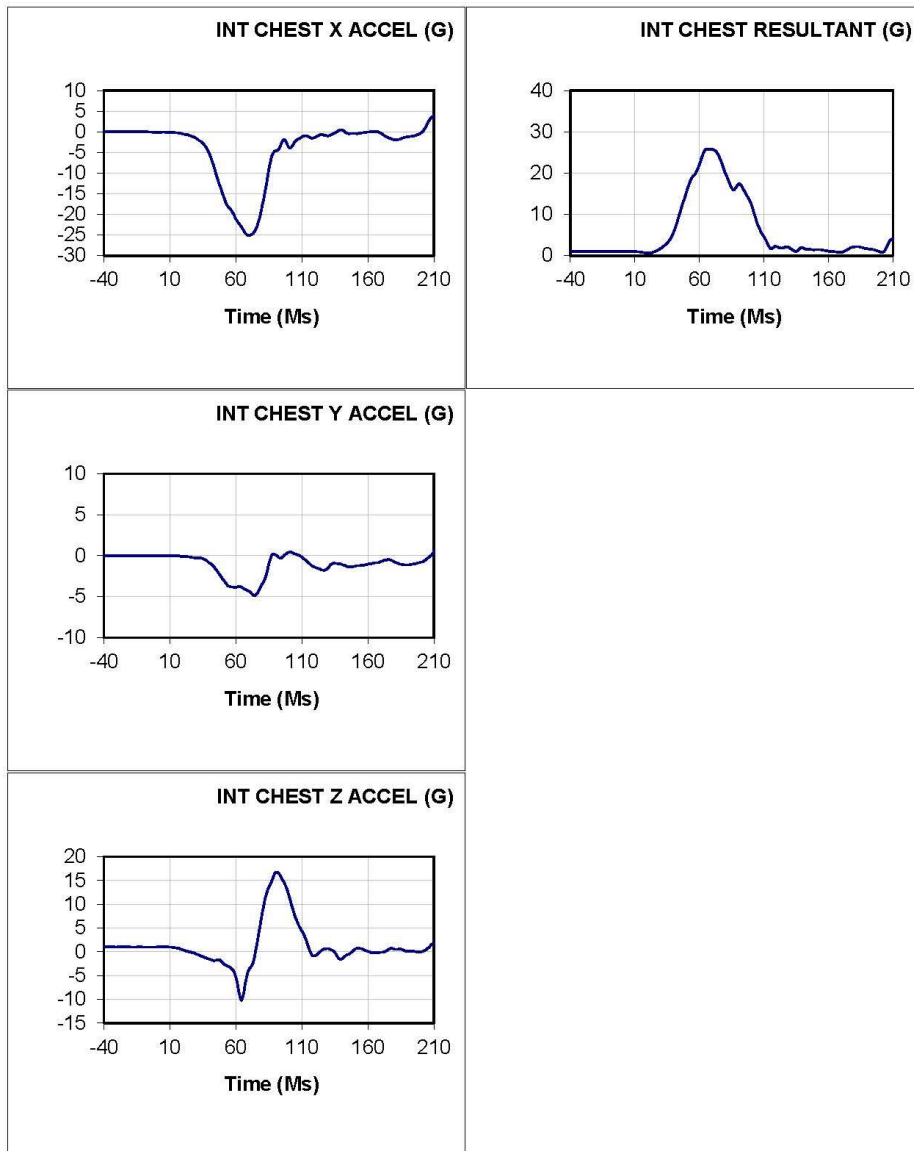 INT CHEST X ACCEL (G)
10
5
0
-5
-10
-15
-20
-25
-30
-40 10 60 110 160 210
Time (Ms)
INT CHEST RESULTANT (G)
40
30
20
10
0
-40 10 60 110 160 210
Time (Ms)
INT CHEST Y ACCEL (G)
10
5
0
-5
-10
-40 10 60 110 160 210
Time (Ms)
INT CHEST Z ACCEL (G)
20
15
10
5
0
-5
-10
-15
-40 10 60 110 160 210
Time (Ms)